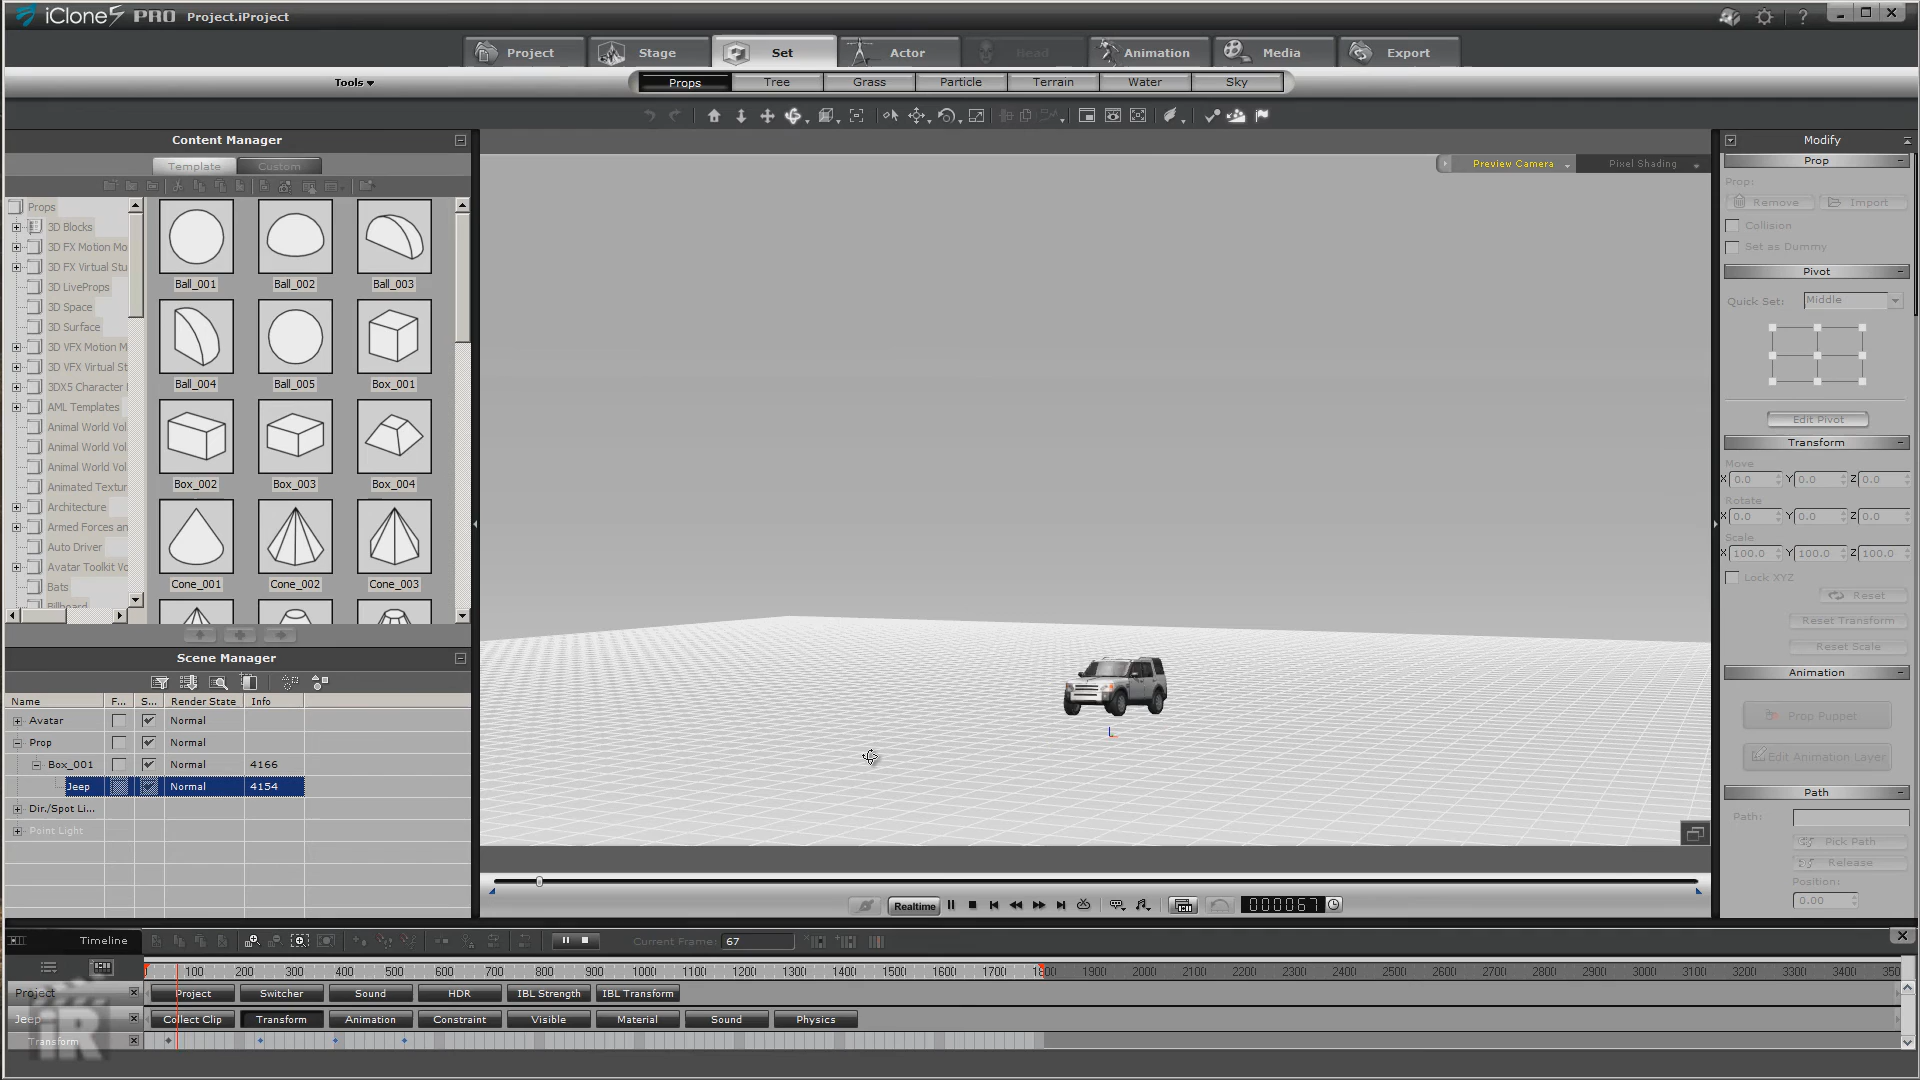 iClone5 PRO Project.iProject
Project Stage Set Actor Head Animation Media Export
Tools Props Tree Grass Particle Terrain Water Sky
Content Manager
Template Custom
Props
3D Blocks
3D FX Motion Mo
3D FX Virtual Stu
3D LiveProps
3D Space
3D Surface
3D VFX Motion M
3D VFX Virtual St
3DX5 Character
AML Templates
Animal World Vol
Animal World Vol
Animal World Vol
Animated Textur
Architecture
Armed Forces an
Auto Driver
Avatar Toolkit Vo
Bats
Billboard
Ball_001 Ball_002 Ball_003
Ball_004 Ball_005 Box_001
Box_002 Box_003 Box_004
Cone_001 Cone_002 Cone_003
Preview Camera Pixel Shading
Modify
Prop
Prop:
Remove Import
Collision
Set as Dummy
Pivot
Quick Set: Middle
Edit Pivot
Transform
Move
X 0.0 Y 0.0 Z 0.0
Rotate
X 0.0 Y 0.0 Z 0.0
Scale
X 100.0 Y 100.0 Z 100.0
Lock XYZ
Reset
Reset Transform
Reset Scale
Animation
Prop Puppet
Edit Animation Layer
Path
Path:
Pick Path
Release
Position:
0.00
Scene Manager
Name F... S... Render State Info
Avatar Normal
Prop Normal
Box_001 Normal 4166
Jeep Normal 4154
Dir./Spot Li...
Point Light
Realtime 000067
Timeline Current Frame: 67
100 200 300 400 500 600 700 800 900 1000 1100 1200 1300 1400 1500 1600 1700 1800 1900 2000 2100 2200 2300 2400 2500 2600 2700 2800 2900 3000 3100 3200 3300 3400 350
Project Project Switcher Sound HDR IBL Strength IBL Transform
Jeep Collect Clip Transform Animation Constraint Visible Material Sound Physics
Transform
iR